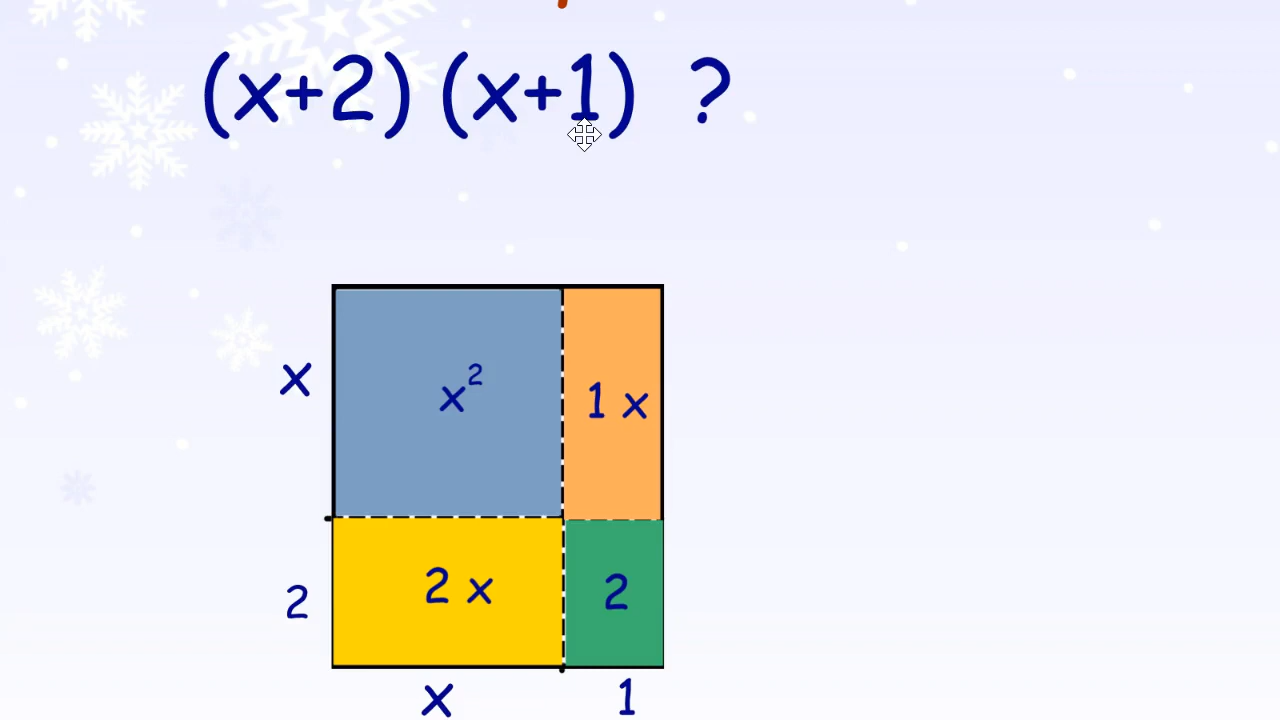 (x+2) (x+1) ?
x x² 1 x
2 2 x 2
x 1